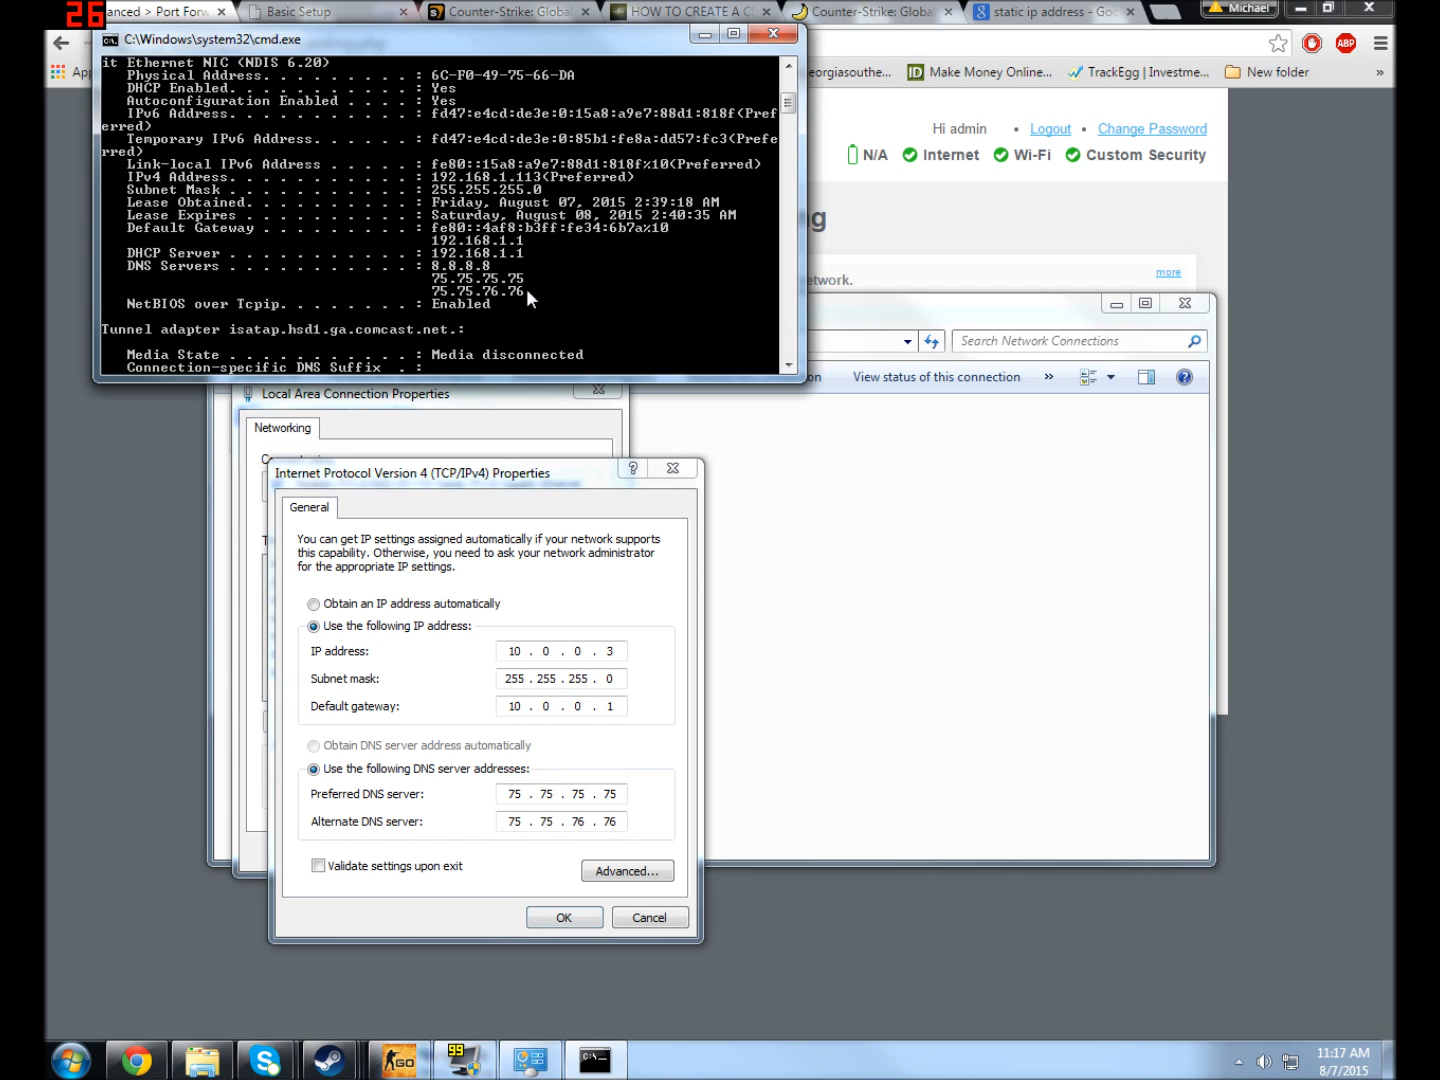 26
anced > Port Forw
Basic Setup
Counter-Strike: Global
HOW TO CREATE A C
Counter-Strike: Global
static ip address - Goo
Michael
C:\Windows\system32\cmd.exe
ABP
App
eorgiasouthe...
ID Make Money Online...
TrackEgg | Investme...
New folder
»
it Ethernet NIC (NDIS 6.20)
Physical Address. . . . . . . . . : 6C-F0-49-75-66-DA
DHCP Enabled. . . . . . . . . . . : Yes
Autoconfiguration Enabled . . . . : Yes
IPv6 Address. . . . . . . . . . . : fd47:e4cd:de3e:0:15a8:a9e7:88d1:818f(Pref
erred)
Temporary IPv6 Address. . . . . . : fd47:e4cd:de3e:0:85b1:fe8a:dd57:fc3(Prefe
rred)
Link-local IPv6 Address . . . . . : fe80::15a8:a9e7:88d1:818f%10(Preferred)
IPv4 Address. . . . . . . . . . . : 192.168.1.113(Preferred)
Subnet Mask . . . . . . . . . . . : 255.255.255.0
Lease Obtained. . . . . . . . . . : Friday, August 07, 2015 2:39:18 AM
Lease Expires . . . . . . . . . . : Saturday, August 08, 2015 2:40:35 AM
Default Gateway . . . . . . . . . : fe80::4af8:b3ff:fe34:6b7a%10
192.168.1.1
DHCP Server . . . . . . . . . . . : 192.168.1.1
DNS Servers . . . . . . . . . . . : 8.8.8.8
75.75.75.75
75.75.76.76
NetBIOS over Tcpip. . . . . . . . : Enabled
Tunnel adapter isatap.hsd1.ga.comcast.net.:
Media State . . . . . . . . . . . : Media disconnected
Connection-specific DNS Suffix . :
Hi admin • Logout • Change Password
N/A Internet Wi-Fi Custom Security
ng
more
etwork.
Search Network Connections
on View status of this connection »
Local Area Connection Properties
Networking
Internet Protocol Version 4 (TCP/IPv4) Properties
General
You can get IP settings assigned automatically if your network supports
this capability. Otherwise, you need to ask your network administrator
for the appropriate IP settings.
Obtain an IP address automatically
Use the following IP address:
IP address: 10 . 0 . 0 . 3
Subnet mask: 255 . 255 . 255 . 0
Default gateway: 10 . 0 . 0 . 1
Obtain DNS server address automatically
Use the following DNS server addresses:
Preferred DNS server: 75 . 75 . 75 . 75
Alternate DNS server: 75 . 75 . 76 . 76
Validate settings upon exit
Advanced...
OK Cancel
GO
99
11:17 AM
8/7/2015